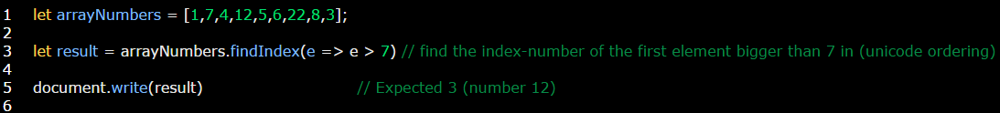 1 let arrayNumbers = [1,7,4,12,5,6,22,8,3];
2
3 let result = arrayNumbers.findIndex(e => e > 7) // find the index-number of the first element bigger than 7 in (unicode ordering)
4
5 document.write(result) // Expected 3 (number 12)
6